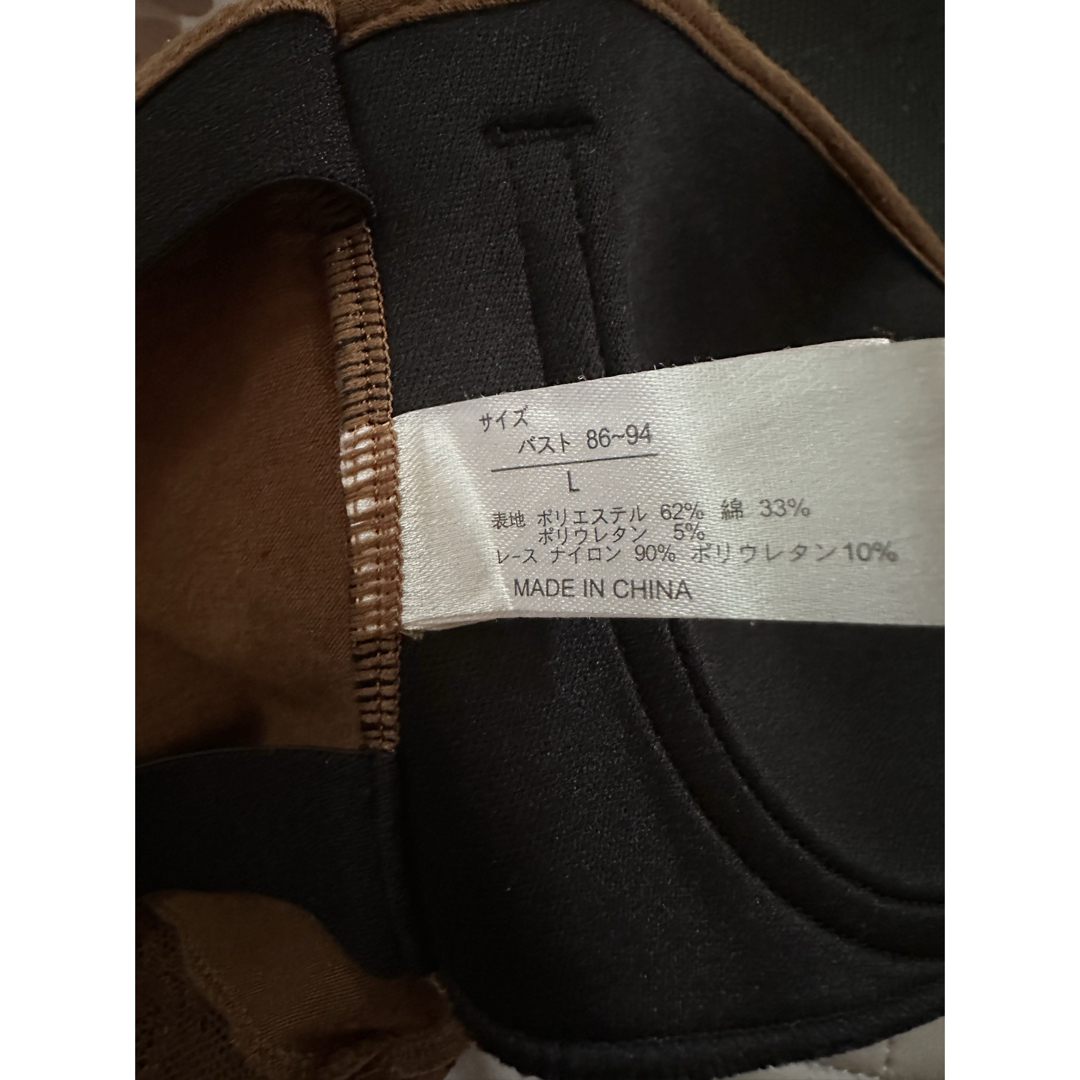 サイズ
バスト 86~94
L
表地 ポリエステル 62% 綿 33%
ポリウレタン 5%
レース ナイロン 90% ポリウレタン10%
MADE IN CHINA